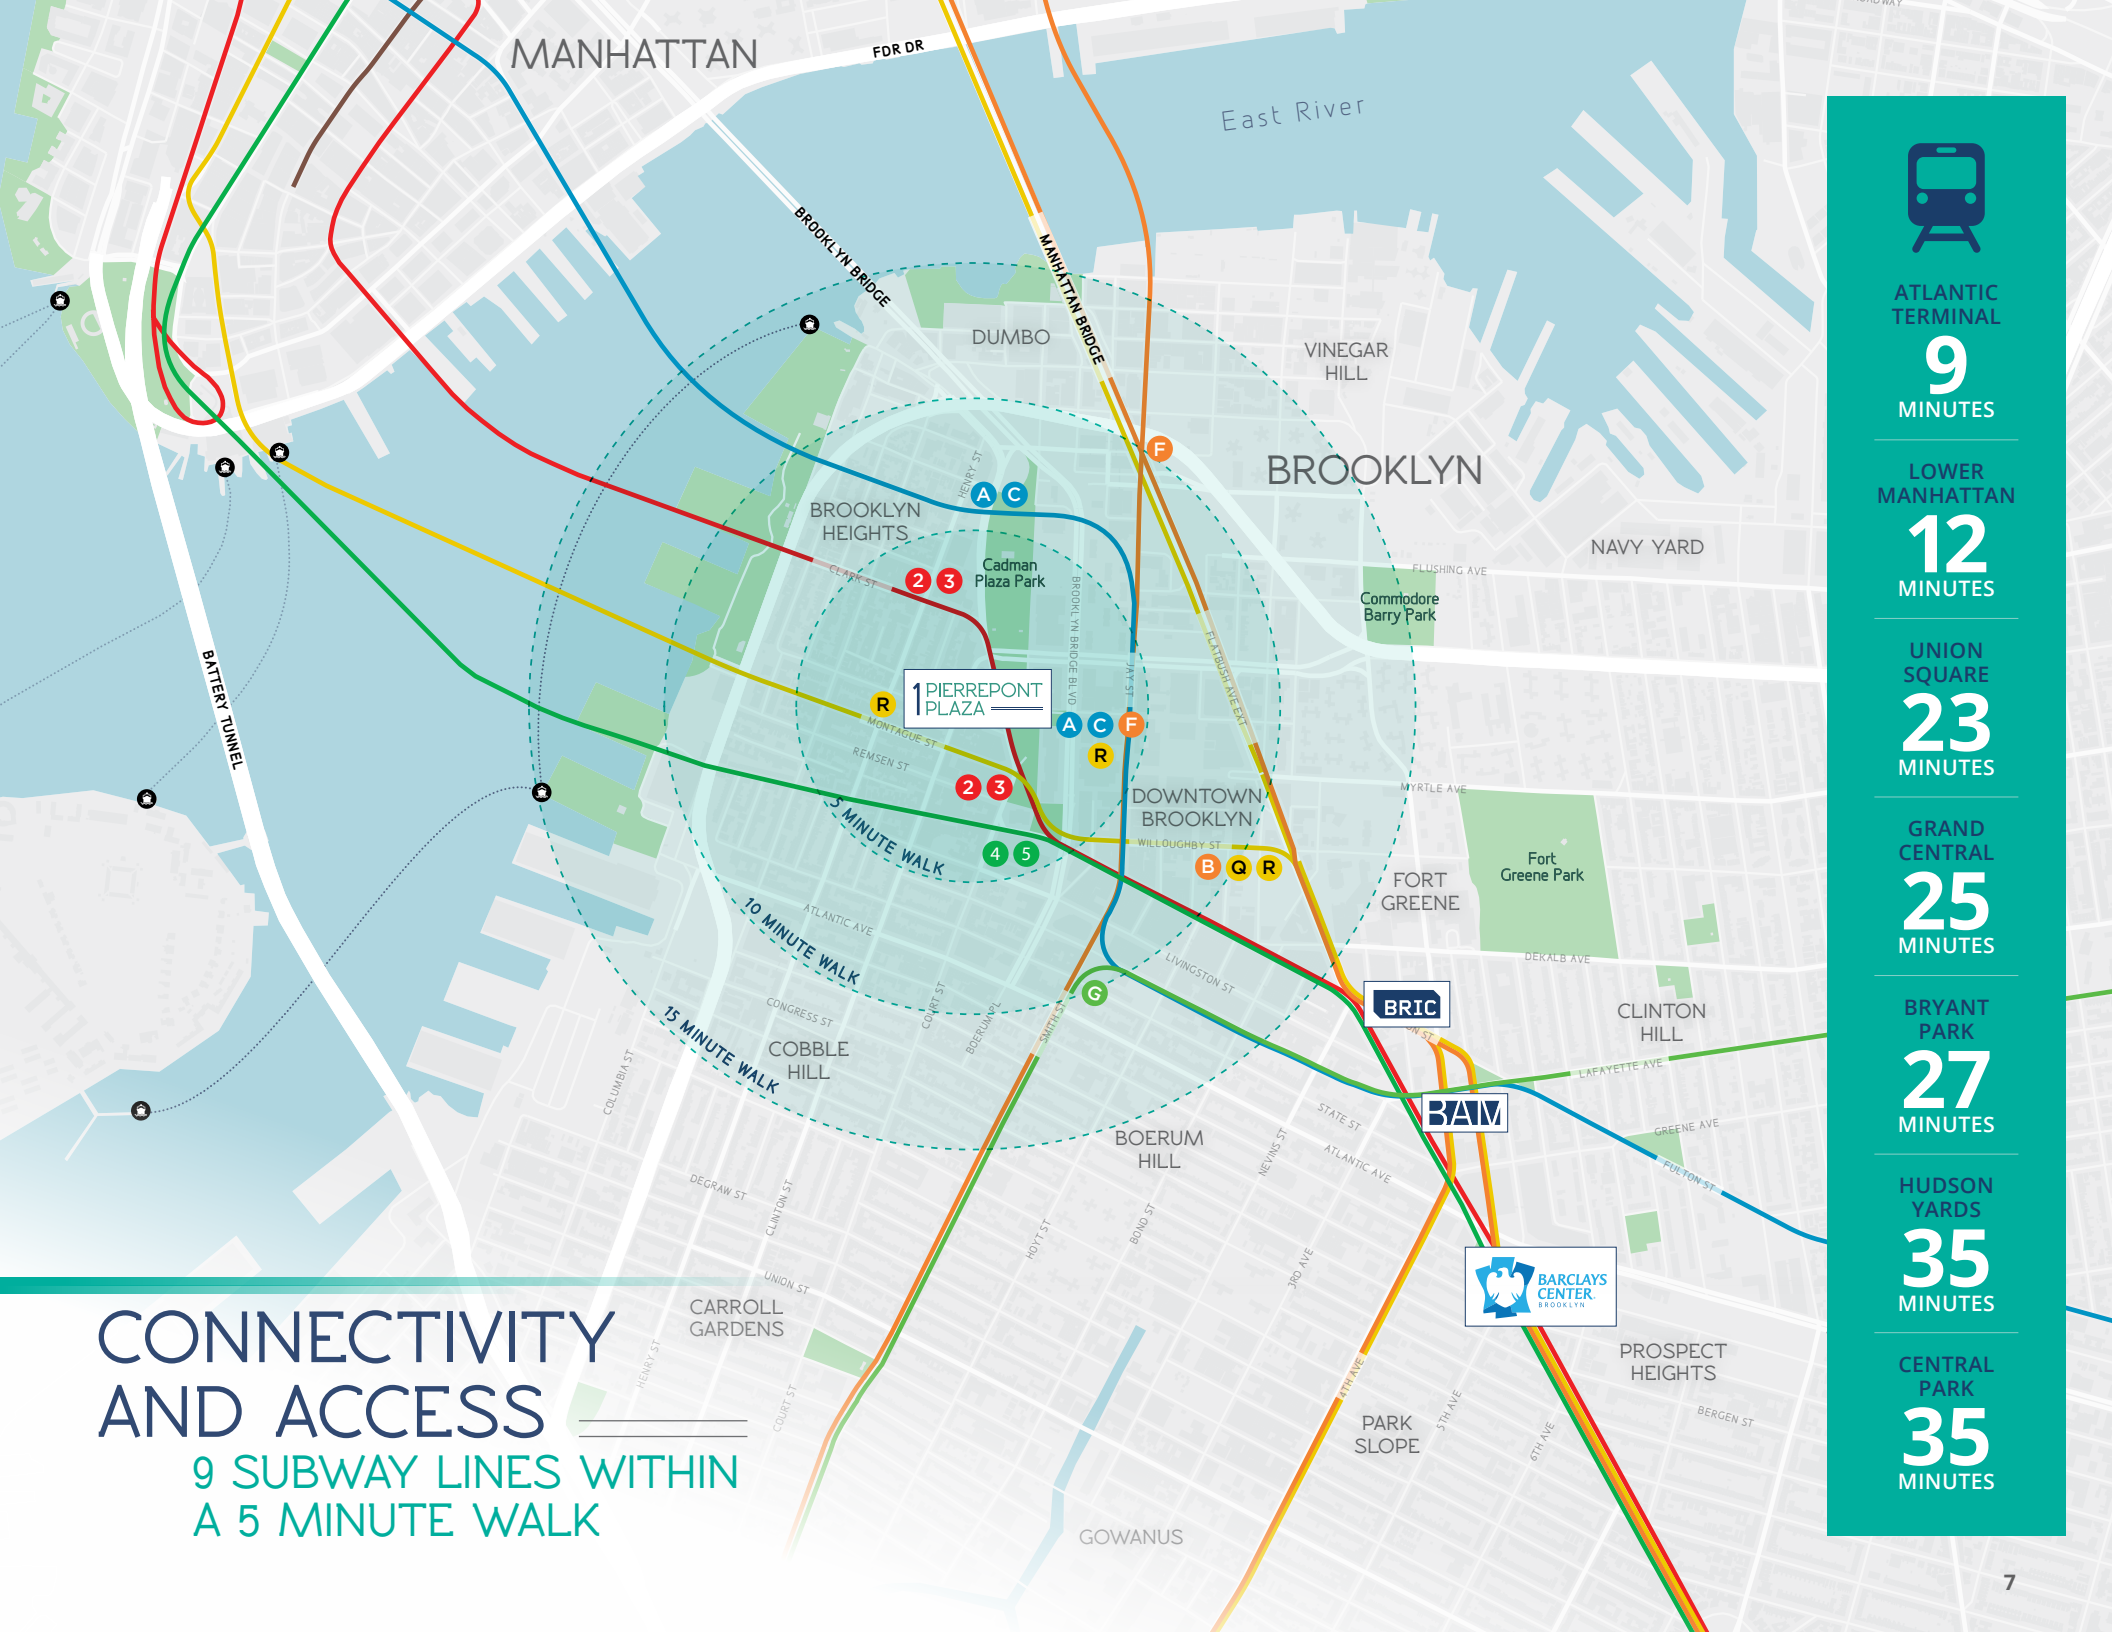 MANHATTAN
FDR DR
East River
BROOKLYN BRIDGE
MANHATTAN BRIDGE
DUMBO
VINEGAR
HILL
F
BROOKLYN
HENRY ST
A C
BROOKLYN
HEIGHTS
NAVY YARD
Cadman
Plaza Park
CLARK ST
2 3
FLUSHING AVE
Commodore
Barry Park
BROOKLYN BRIDGE BLVD
JAY ST
FLATBUSH AVE EXT
BATTERY TUNNEL
R
1 PIERREPONT
PLAZA
A C F
R
MONTAGUE ST
REMSEN ST
2 3
MYRTLE AVE
DOWNTOWN
BROOKLYN
5 MINUTE WALK
WILLOUGHBY ST
4 5
B Q R
Fort
Greene Park
FORT
GREENE
10 MINUTE WALK
ATLANTIC AVE
LIVINGSTON ST
DEKALB AVE
G
BRIC
ON ST
CLINTON
HILL
CONGRESS ST
COURT ST
BOERUM PL
SMITH ST
15 MINUTE WALK
COBBLE
HILL
COLUMBIA ST
LAFAYETTE AVE
BAM
STATE ST
GREENE AVE
BOERUM
HILL
NEVINS ST
ATLANTIC AVE
FULTON ST
DEGRAW ST
CLINTON ST
HOYT ST
BOND ST
3RD AVE
UNION ST
BARCLAYS
CENTER
BROOKLYN
CARROLL
GARDENS
HENRY ST
COURT ST
4TH AVE
5TH AVE
6TH AVE
PROSPECT
HEIGHTS
BERGEN ST
PARK
SLOPE
GOWANUS
CONNECTIVITY
AND ACCESS
9 SUBWAY LINES WITHIN
A 5 MINUTE WALK
ATLANTIC
TERMINAL
9
MINUTES
LOWER
MANHATTAN
12
MINUTES
UNION
SQUARE
23
MINUTES
GRAND
CENTRAL
25
MINUTES
BRYANT
PARK
27
MINUTES
HUDSON
YARDS
35
MINUTES
CENTRAL
PARK
35
MINUTES
7